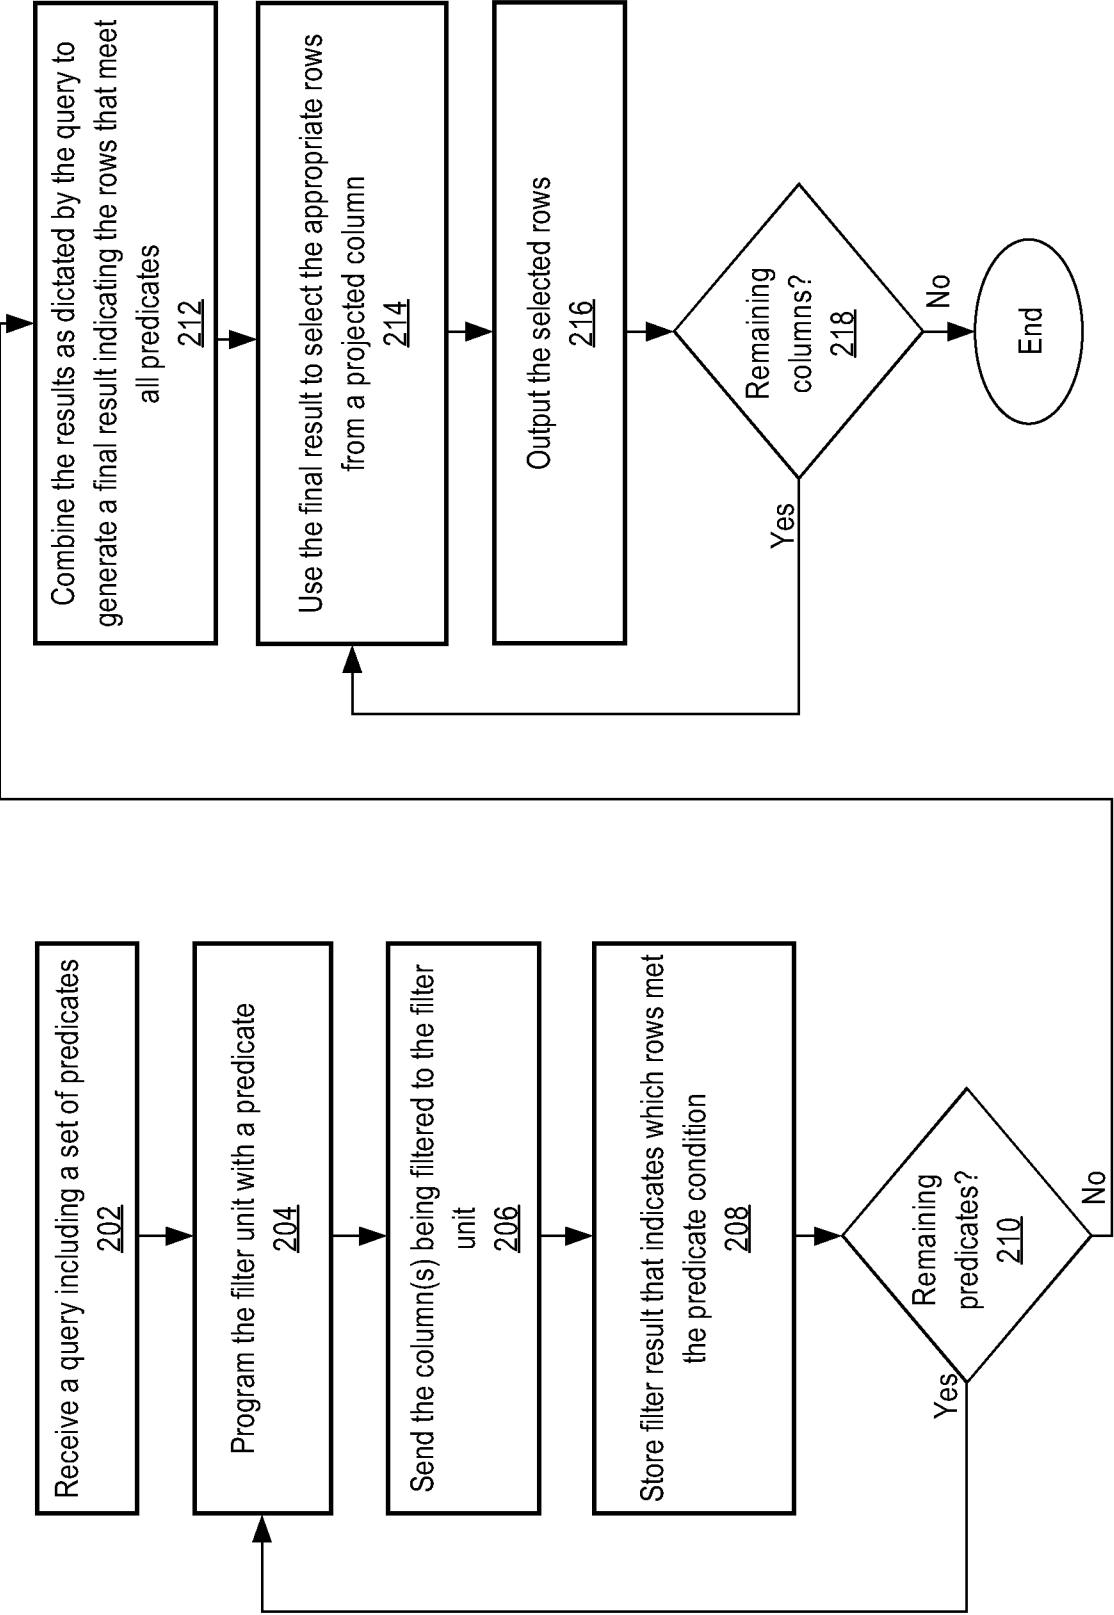 Receive a query including a set of predicates
202
Program the filter unit with a predicate
204
Send the column(s) being filtered to the filter
unit
206
Store filter result that indicates which rows met
the predicate condition
208
Remaining
predicates?
210
Yes
No
Combine the results as dictated by the query to
generate a final result indicating the rows that meet
all predicates
212
Use the final result to select the appropriate rows
from a projected column
214
Output the selected rows
216
Remaining
columns?
218
Yes
No
End